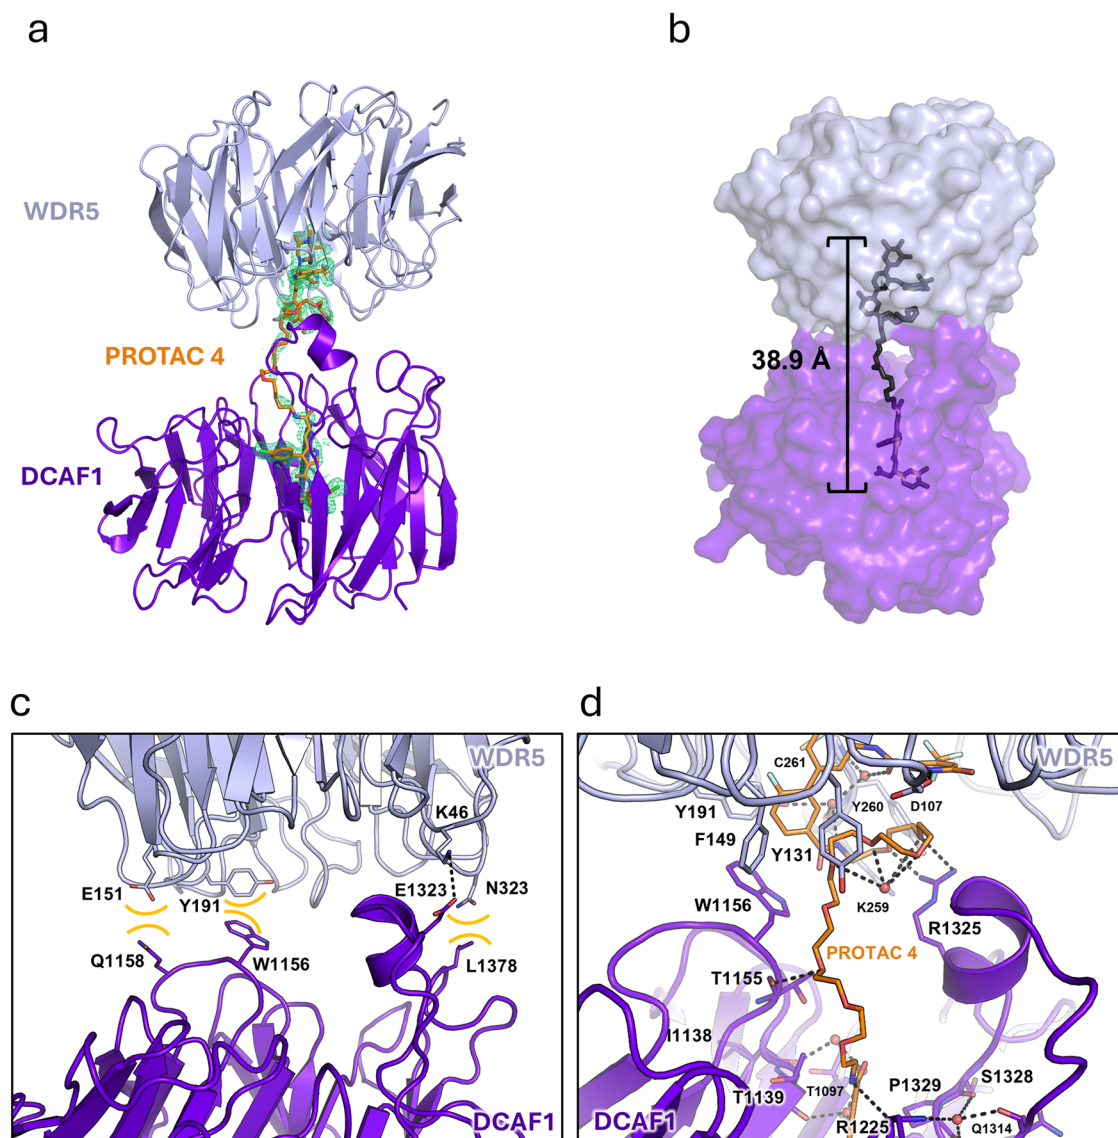 a
b
WDR5
PROTAC 4
DCAF1
38.9 Å
c
d
WDR5
K46
E151
Y191
E1323
N323
Q1158
W1156
L1378
DCAF1
WDR5
C261
Y191
Y260
D107
F149
Y131
K259
W1156
R1325
PROTAC 4
T1155
I1138
T1097
P1329
S1328
T1139
R1225
Q1314
DCAF1